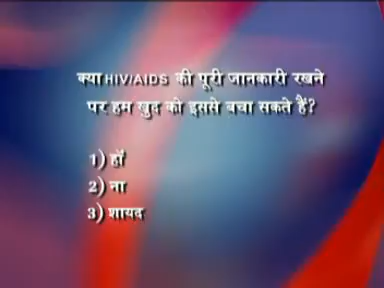 क्या HIV/AIDS की पूरी जानकारी रखने
पर हम खुद को इससे बचा सकते हैं?
1) हाँ
2) ना
3) शायद